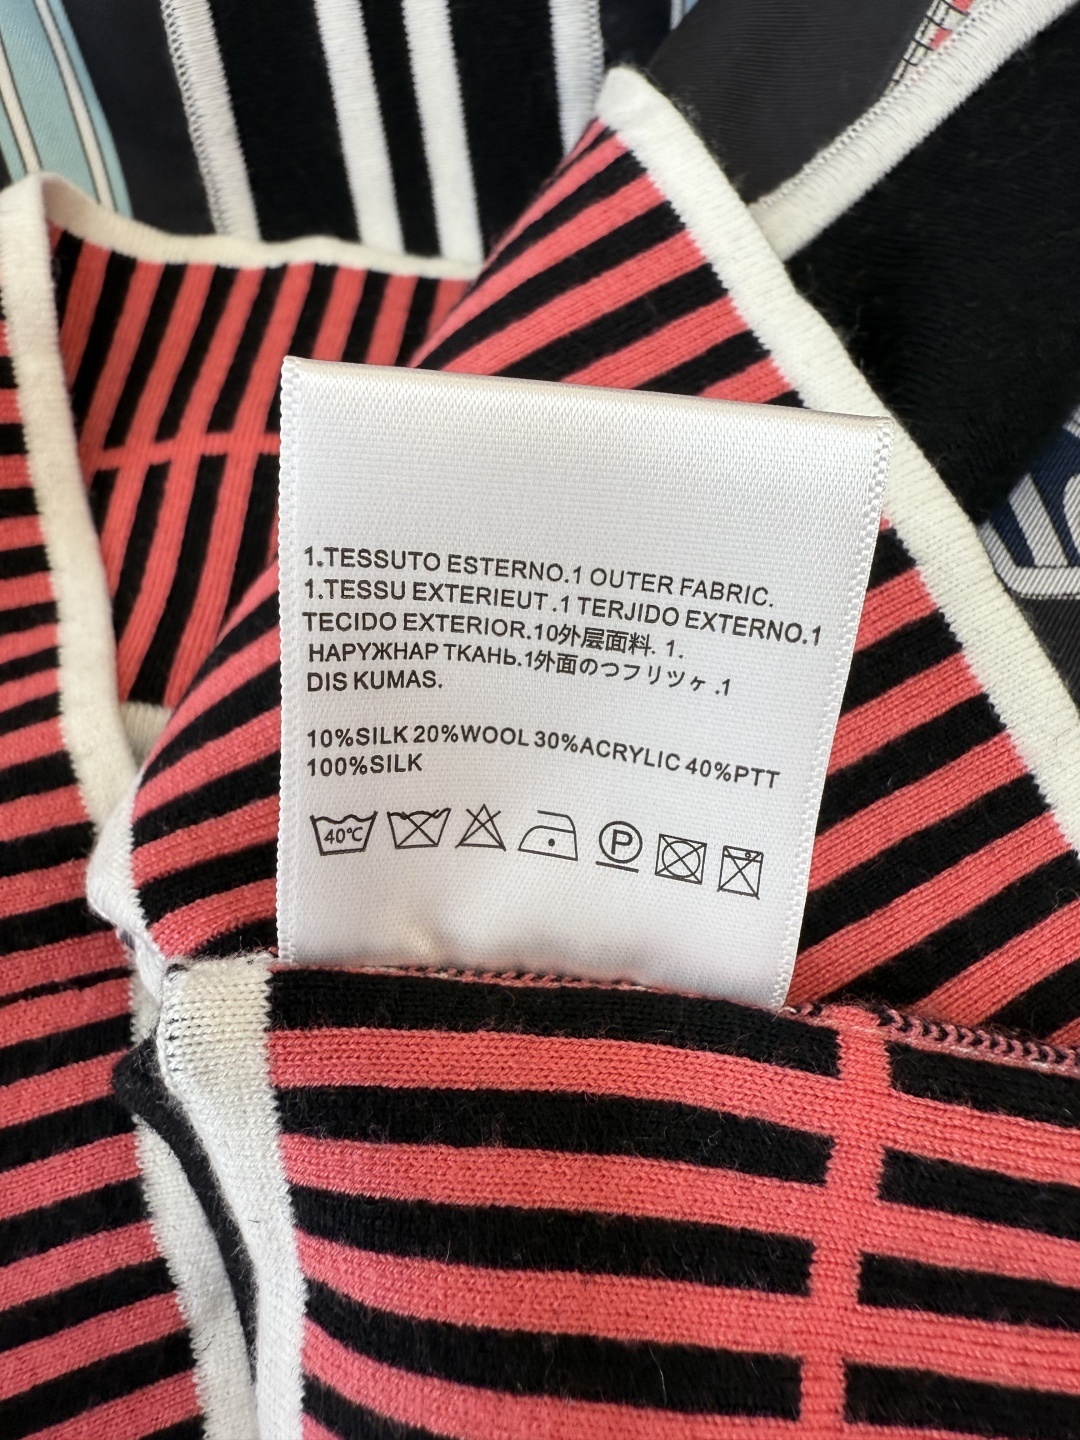 1.TESSUTO ESTERNO.1 OUTER FABRIC.
1.TESSU EXTERIEUT.1 TERJIDO EXTERNO.1
TECIDO EXTERIOR.10外层面料. 1.
НАРУЖНАР ТКАНЬ.1外面のつフリツヶ .1
DIS KUMAS.
10%SILK 20%WOOL 30%ACRYLIC 40%PTT
100%SILK
40℃ P